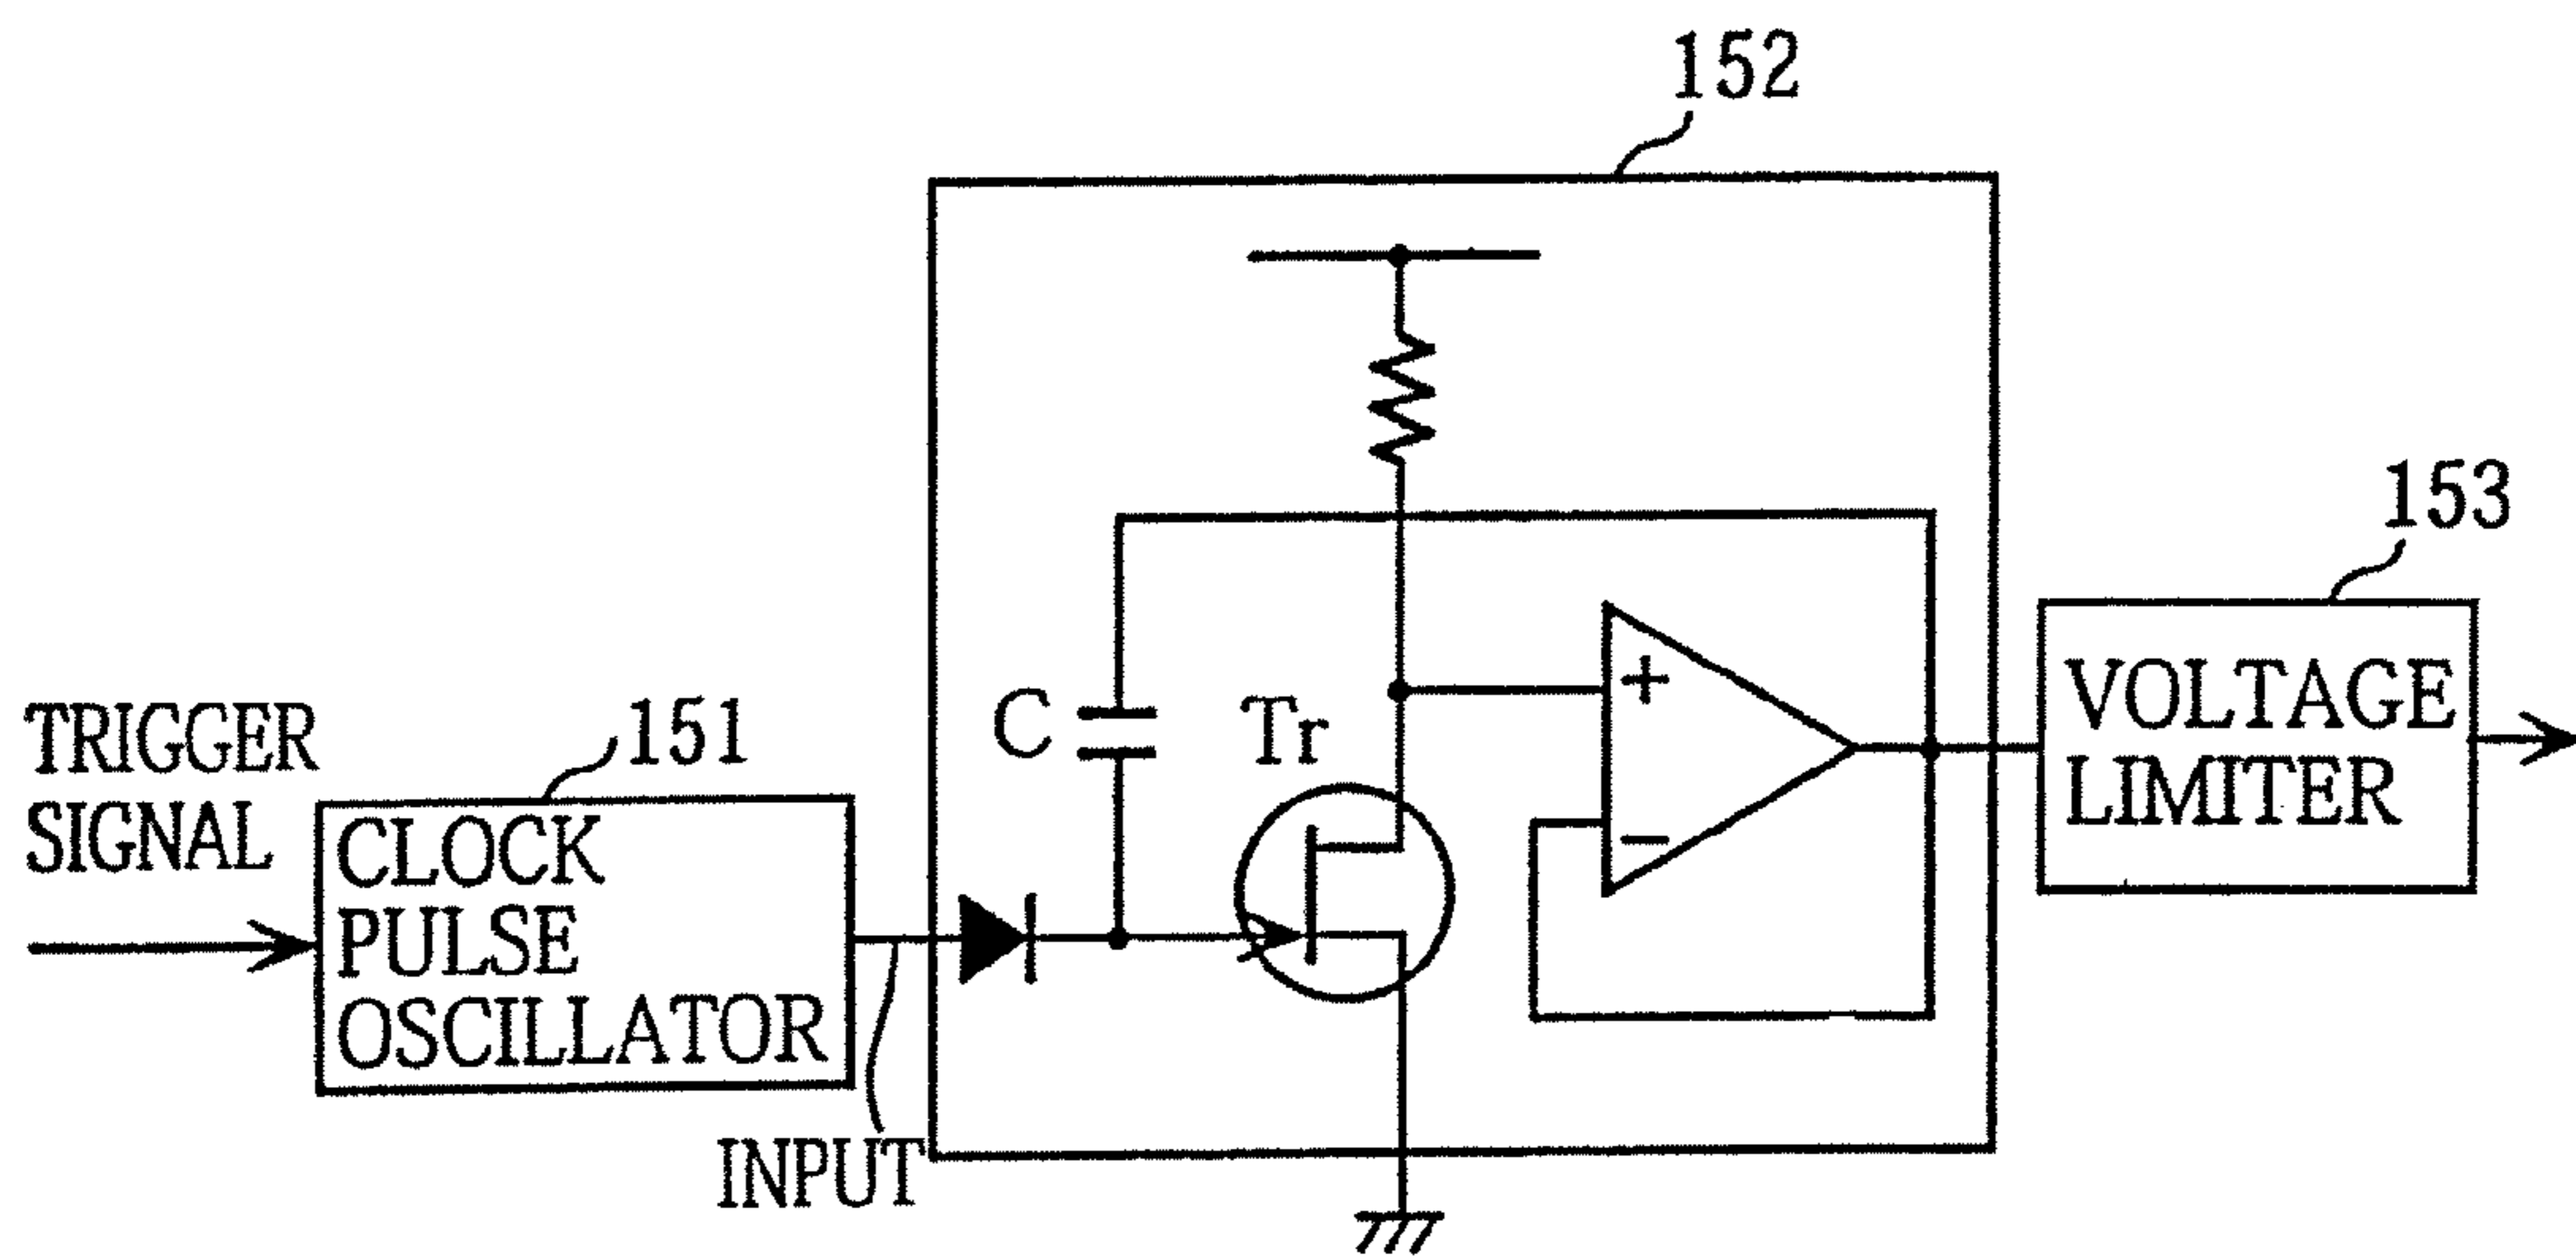 152
153
TRIGGER
SIGNAL
151
CLOCK
PULSE
OSCILLATOR
INPUT
C
Tr
+
−
VOLTAGE
LIMITER